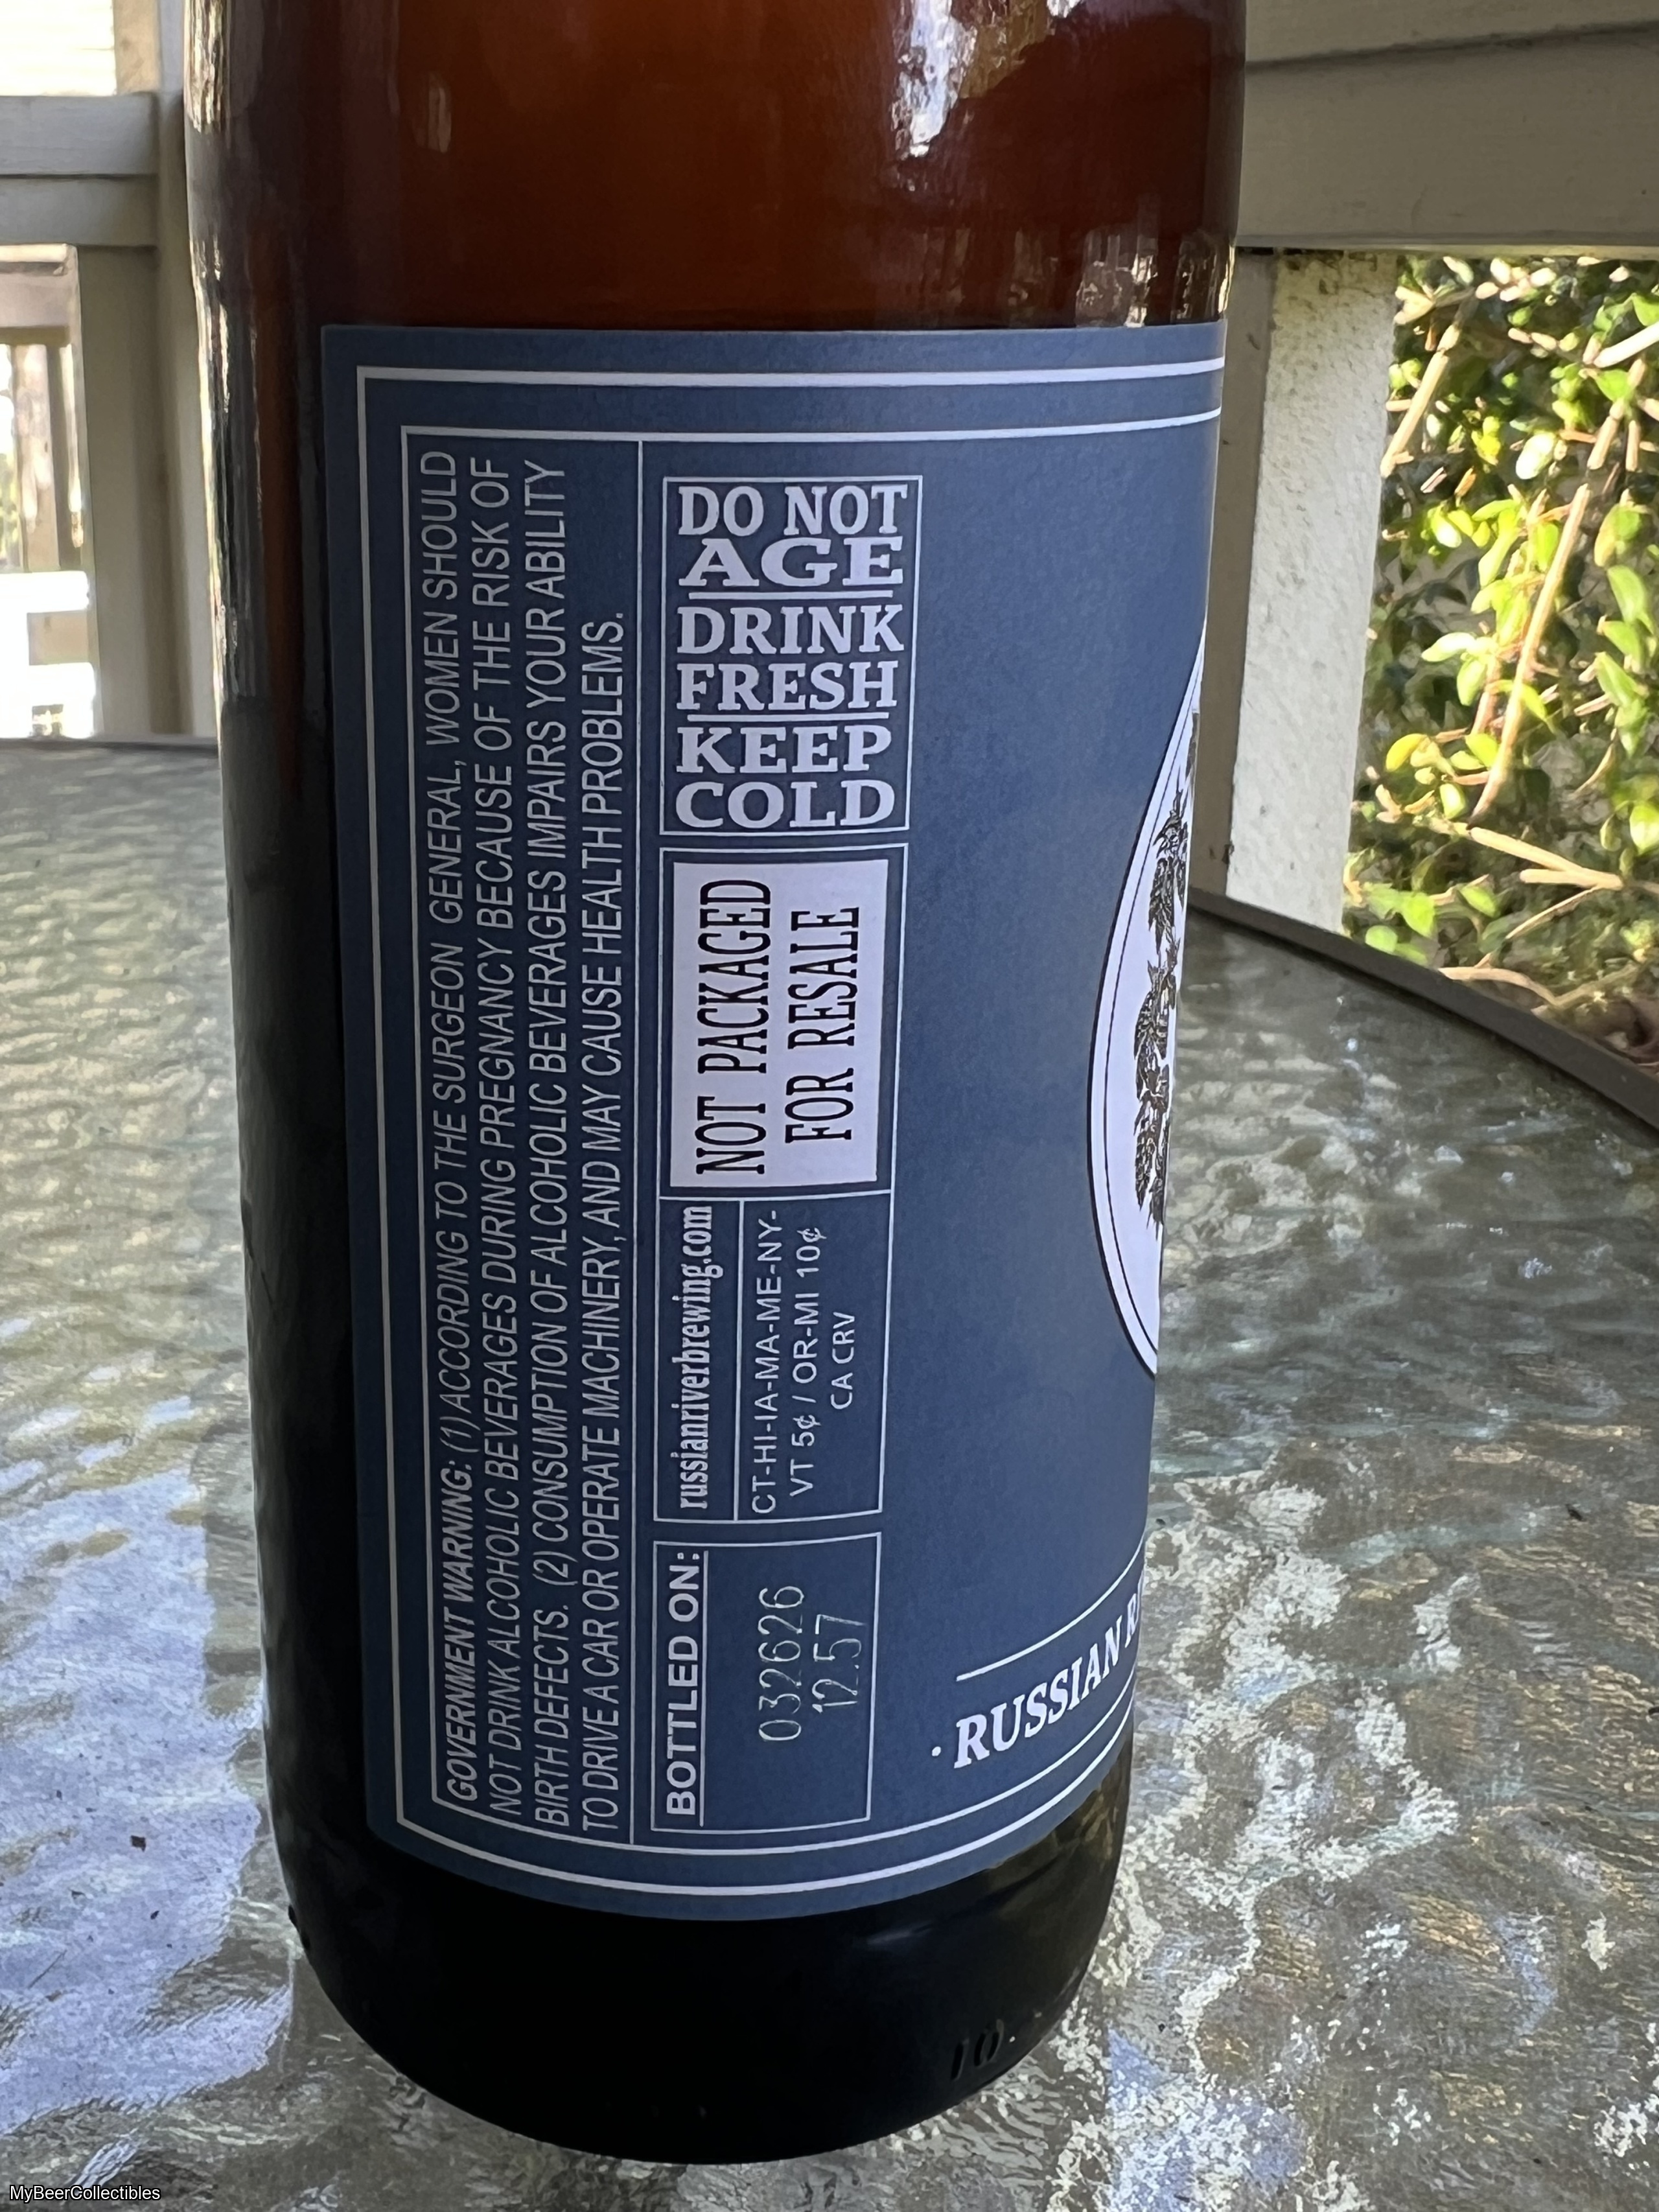 GOVERNMENT WARNING: (1) ACCORDING TO THE SURGEON GENERAL, WOMEN SHOULD
NOT DRINK ALCOHOLIC BEVERAGES DURING PREGNANCY BECAUSE OF THE RISK OF
BIRTH DEFECTS. (2) CONSUMPTION OF ALCOHOLIC BEVERAGES IMPAIRS YOUR ABILITY
TO DRIVE A CAR OR OPERATE MACHINERY, AND MAY CAUSE HEALTH PROBLEMS.
DO NOT
AGE
DRINK
FRESH
KEEP
COLD
NOT PACKAGED
FOR RESALE
russianriverbrewing.com
CT-HI-IA-MA-ME-NY-
VT 5¢ / OR-MI 10¢
CA CRV
BOTTLED ON:
032626
12:57
· RUSSIAN
10
MyBeerCollectibles